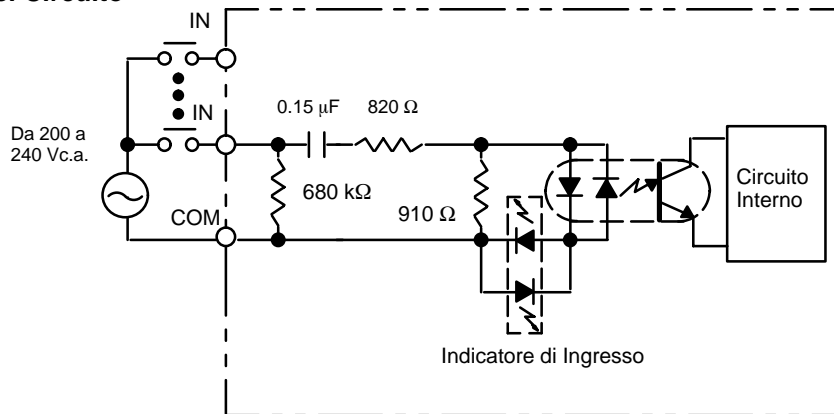 IN
IN
0.15 µF
820 Ω
Da 200 a
240 Vc.a.
680 kΩ
910 Ω
COM
Circuito
Interno
Indicatore di Ingresso